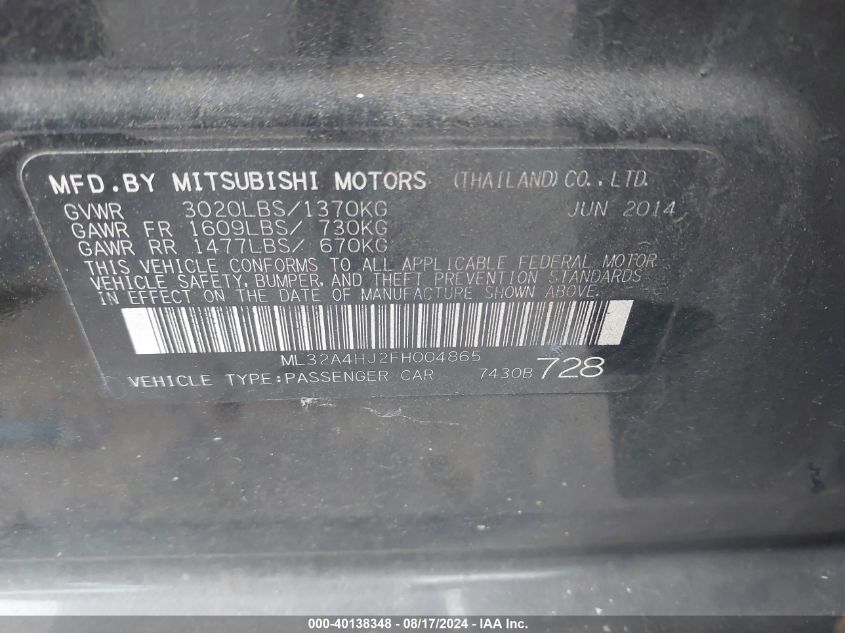 MFD.BY MITSUBISHI MOTORS (THAILAND) CO.,LTD.
GVWR 3020LBS/1370KG JUN 2014
GAWR FR 1609LBS/ 730KG
GAWR RR 1477LBS/ 670KG
THIS VEHICLE CONFORMS TO ALL APPLICABLE FEDERAL MOTOR
VEHICLE SAFETY, BUMPER, AND THEFT PREVENTION STANDARDS
IN EFFECT ON THE DATE OF MANUFACTURE SHOWN ABOVE.
ML32A4HJ2FH004865
VEHICLE TYPE:PASSENGER CAR 7430B 728
000-40138348 - 08/17/2024 - IAA Inc.